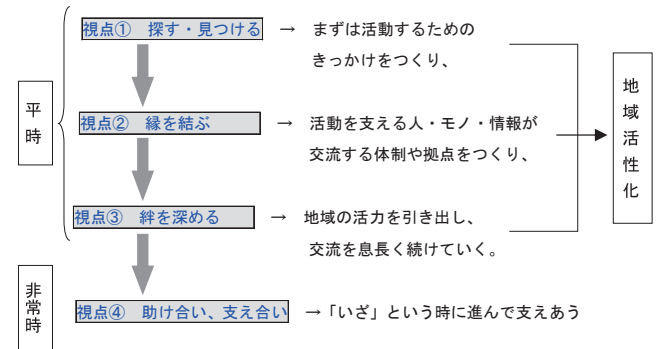 視点① 探す・見つける → まずは活動するための
きっかけをつくり、
平時
視点② 縁を結ぶ → 活動を支える人・モノ・情報が
交流する体制や拠点をつくり、
視点③ 絆を深める → 地域の活力を引き出し、
交流を息長く続けていく。
地域活性化
非常時
視点④ 助け合い、支え合い →「いざ」という時に進んで支えあう